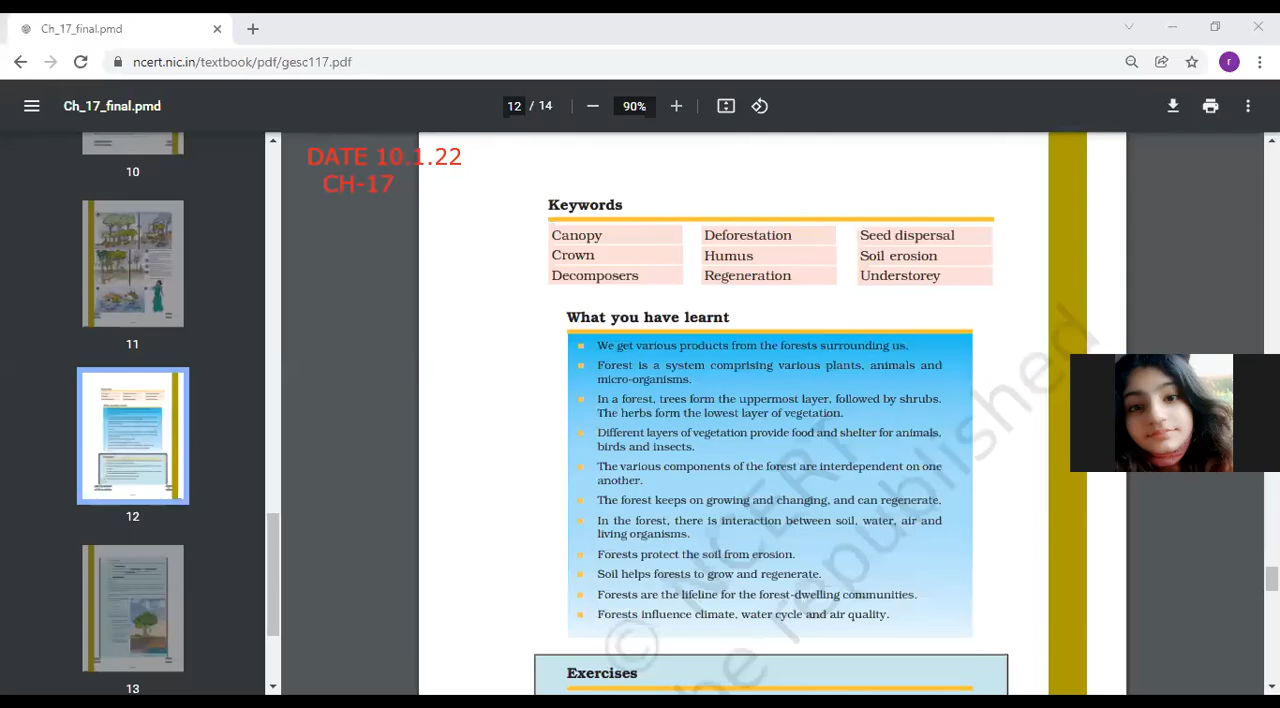 Ch_17_final.pmd
ncert.nic.in/textbook/pdf/gesc117.pdf
r
Ch_17_final.pmd
12 / 14
90%
10
11
12
13
DATE 10.1.22
CH-17
Keywords
Canopy Deforestation Seed dispersal
Crown Humus Soil erosion
Decomposers Regeneration Understorey
What you have learnt
We get various products from the forests surrounding us.
Forest is a system comprising various plants, animals and
micro-organisms.
In a forest, trees form the uppermost layer, followed by shrubs.
The herbs form the lowest layer of vegetation.
Different layers of vegetation provide food and shelter for animals,
birds and insects.
The various components of the forest are interdependent on one
another.
The forest keeps on growing and changing, and can regenerate.
In the forest, there is interaction between soil, water, air and
living organisms.
Forests protect the soil from erosion.
Soil helps forests to grow and regenerate.
Forests are the lifeline for the forest-dwelling communities.
Forests influence climate, water cycle and air quality.
Exercises
© NCERT
be republished